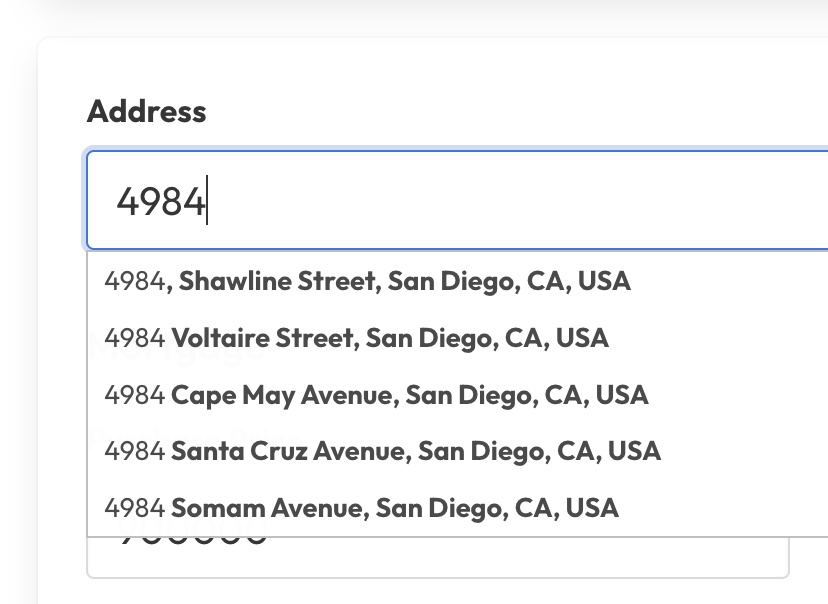 Address
4984
4984, Shawline Street, San Diego, CA, USA
4984 Voltaire Street, San Diego, CA, USA
4984 Cape May Avenue, San Diego, CA, USA
4984 Santa Cruz Avenue, San Diego, CA, USA
4984 Somam Avenue, San Diego, CA, USA